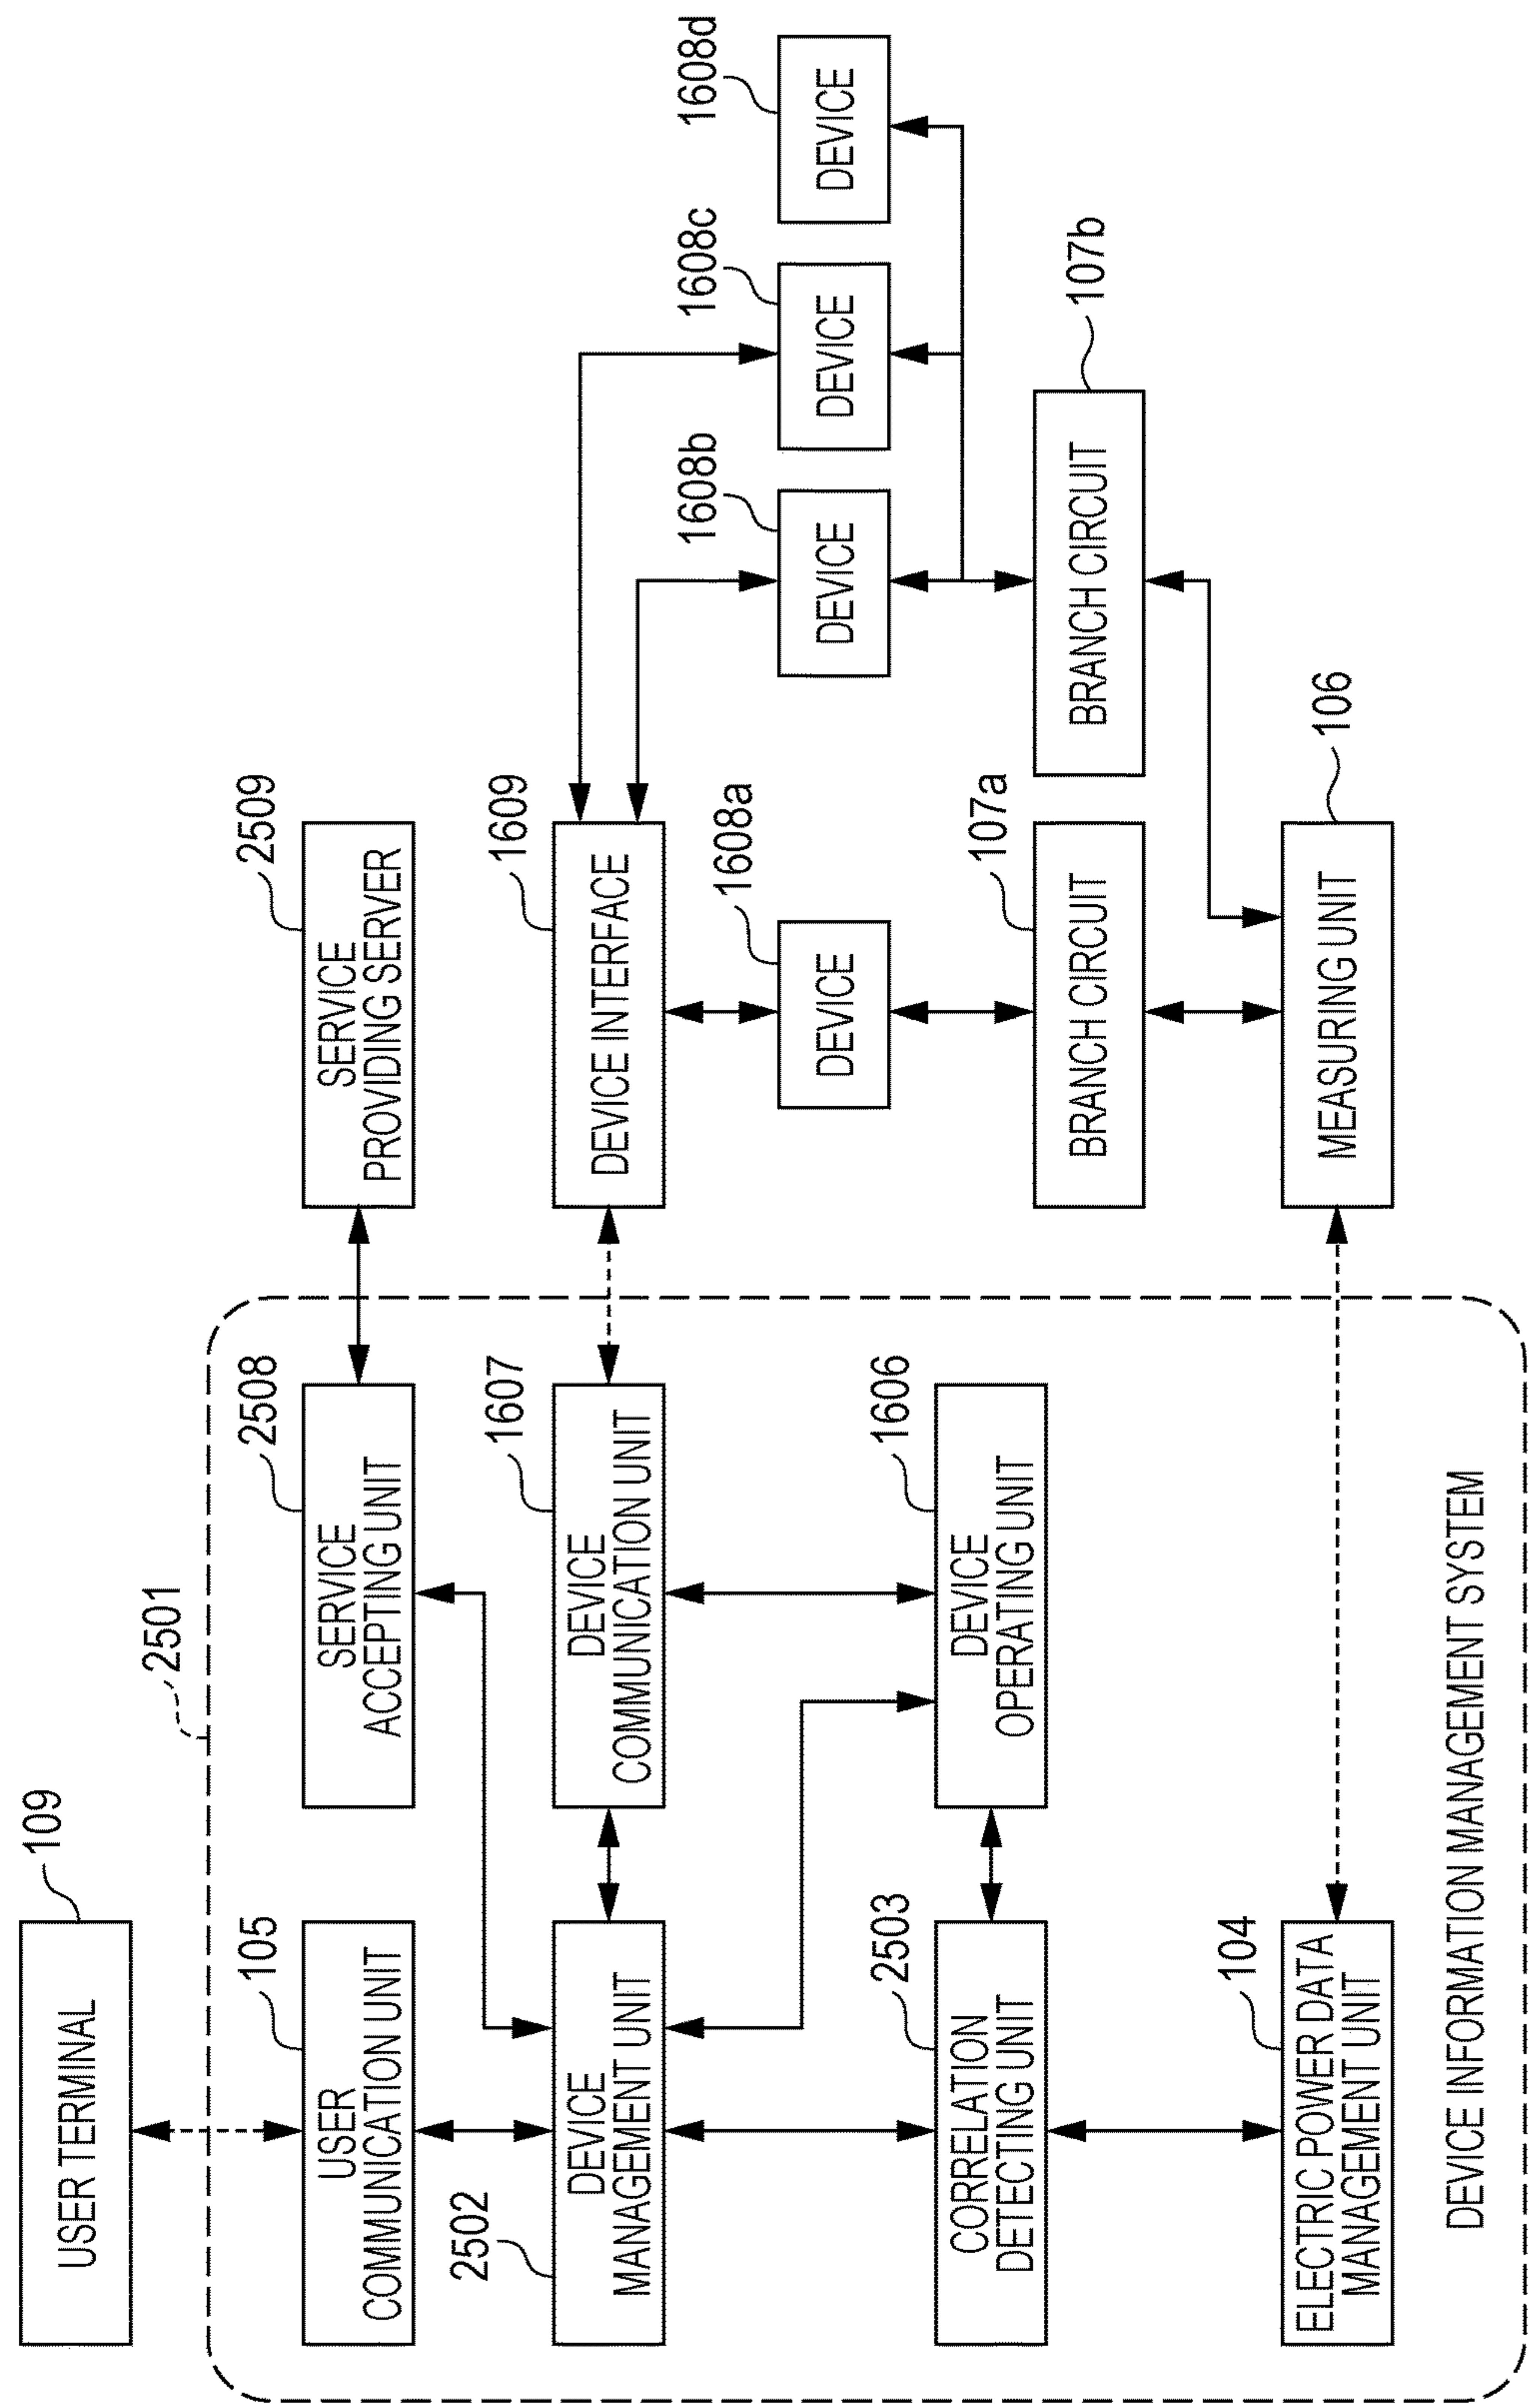 109
USER TERMINAL
2501
105
USER
COMMUNICATION UNIT
2508
SERVICE
ACCEPTING UNIT
2509
SERVICE
PROVIDING SERVER
2502
DEVICE
MANAGEMENT UNIT
1607
DEVICE
COMMUNICATION UNIT
1609
DEVICE INTERFACE
1608a
DEVICE
1608b
DEVICE
1608c
DEVICE
1608d
DEVICE
2503
CORRELATION
DETECTING UNIT
1606
DEVICE
OPERATING UNIT
107a
BRANCH CIRCUIT
107b
BRANCH CIRCUIT
104
ELECTRIC POWER DATA
MANAGEMENT UNIT
106
MEASURING UNIT
DEVICE INFORMATION MANAGEMENT SYSTEM